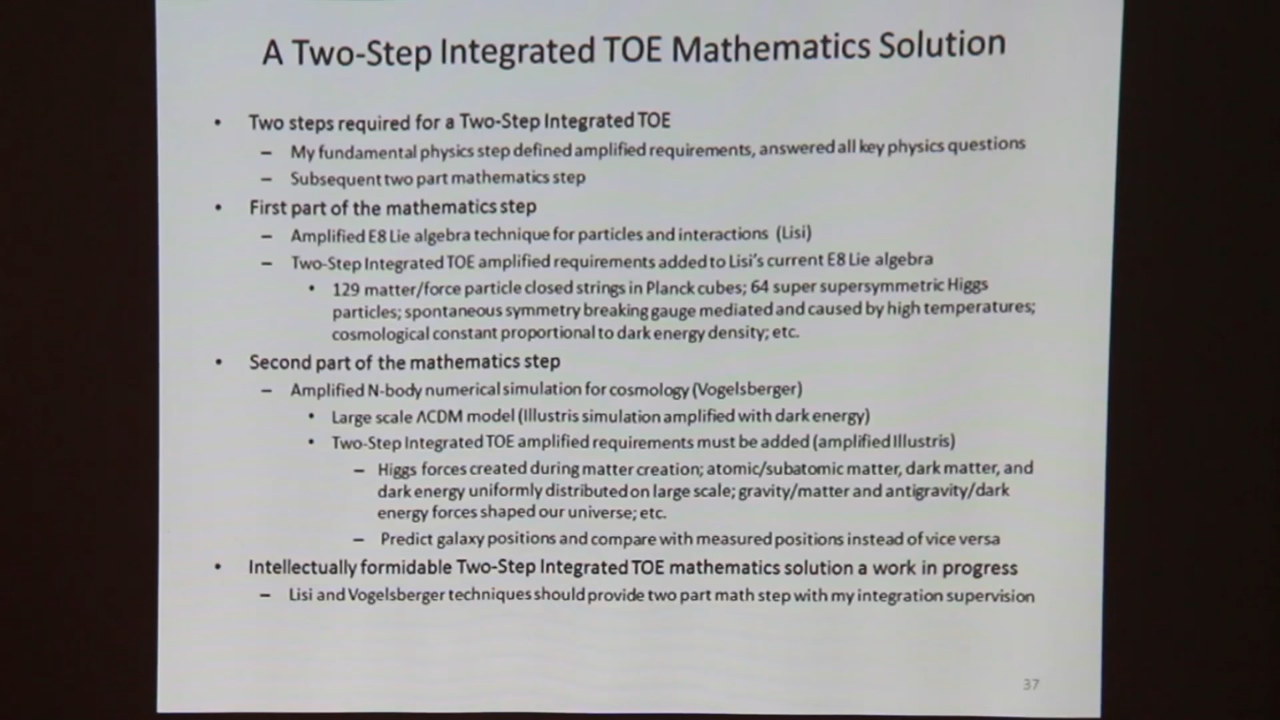 A Two-Step Integrated TOE Mathematics Solution
• Two steps required for a Two-Step Integrated TOE
– My fundamental physics step defined amplified requirements, answered all key physics questions
– Subsequent two part mathematics step
• First part of the mathematics step
– Amplified E8 Lie algebra technique for particles and interactions (Lisi)
– Two-Step Integrated TOE amplified requirements added to Lisi's current E8 Lie algebra
• 129 matter/force particle closed strings in Planck cubes; 64 super supersymmetric Higgs
particles; spontaneous symmetry breaking gauge mediated and caused by high temperatures;
cosmological constant proportional to dark energy density; etc.
• Second part of the mathematics step
– Amplified N-body numerical simulation for cosmology (Vogelsberger)
• Large scale ΛCDM model (Illustris simulation amplified with dark energy)
• Two-Step Integrated TOE amplified requirements must be added (amplified Illustris)
– Higgs forces created during matter creation; atomic/subatomic matter, dark matter, and
dark energy uniformly distributed on large scale; gravity/matter and antigravity/dark
energy forces shaped our universe; etc.
– Predict galaxy positions and compare with measured positions instead of vice versa
• Intellectually formidable Two-Step Integrated TOE mathematics solution a work in progress
– Lisi and Vogelsberger techniques should provide two part math step with my integration supervision
37